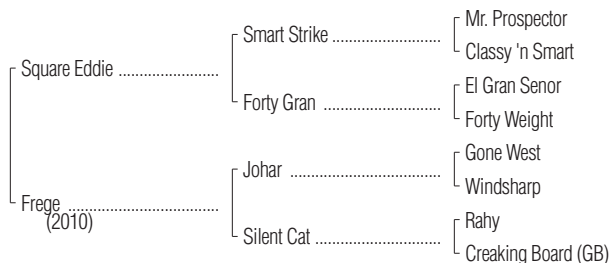 Mr. Prospector
Smart Strike ..............................
Classy 'n Smart
Square Eddie ...........................
El Gran Senor
Forty Gran ................................
Forty Weight
Gone West
Johar ........................................
Windsharp
Frege ........................................
(2010)
Rahy
Silent Cat ..................................
Creaking Board (GB)